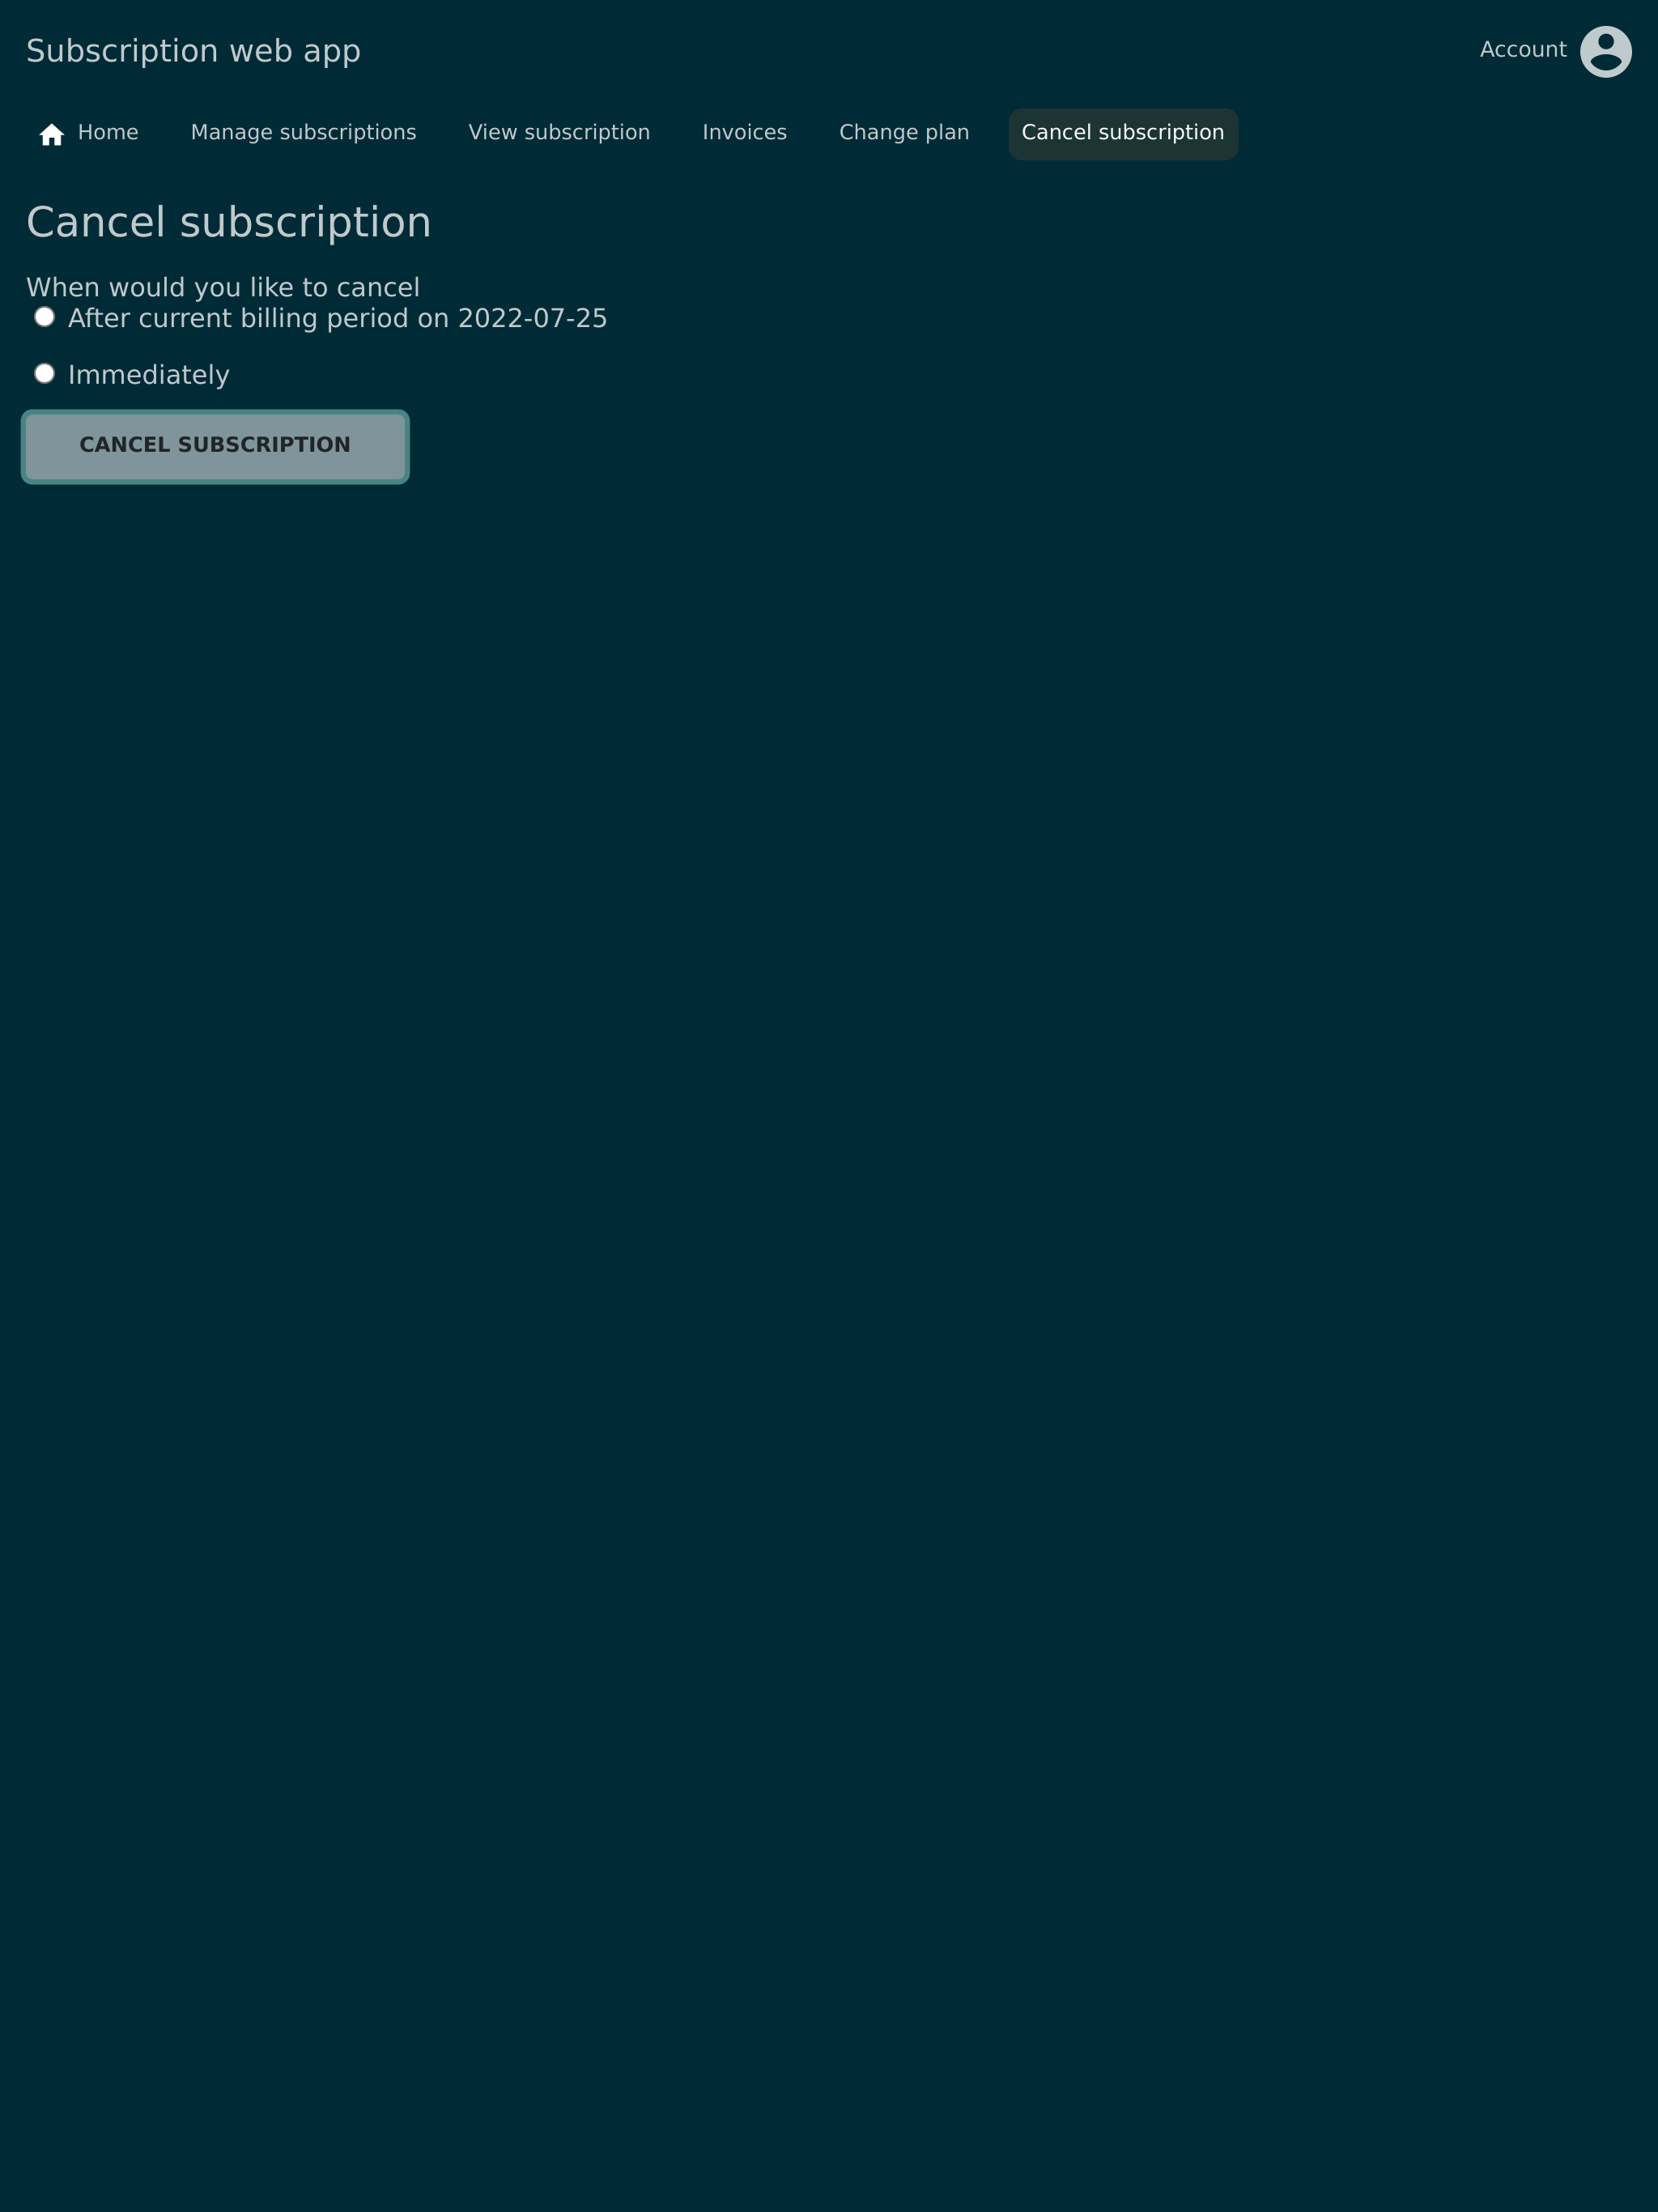 Subscription web app
Account
Home Manage subscriptions View subscription Invoices Change plan Cancel subscription
Cancel subscription
When would you like to cancel
After current billing period on 2022-07-25
Immediately
CANCEL SUBSCRIPTION